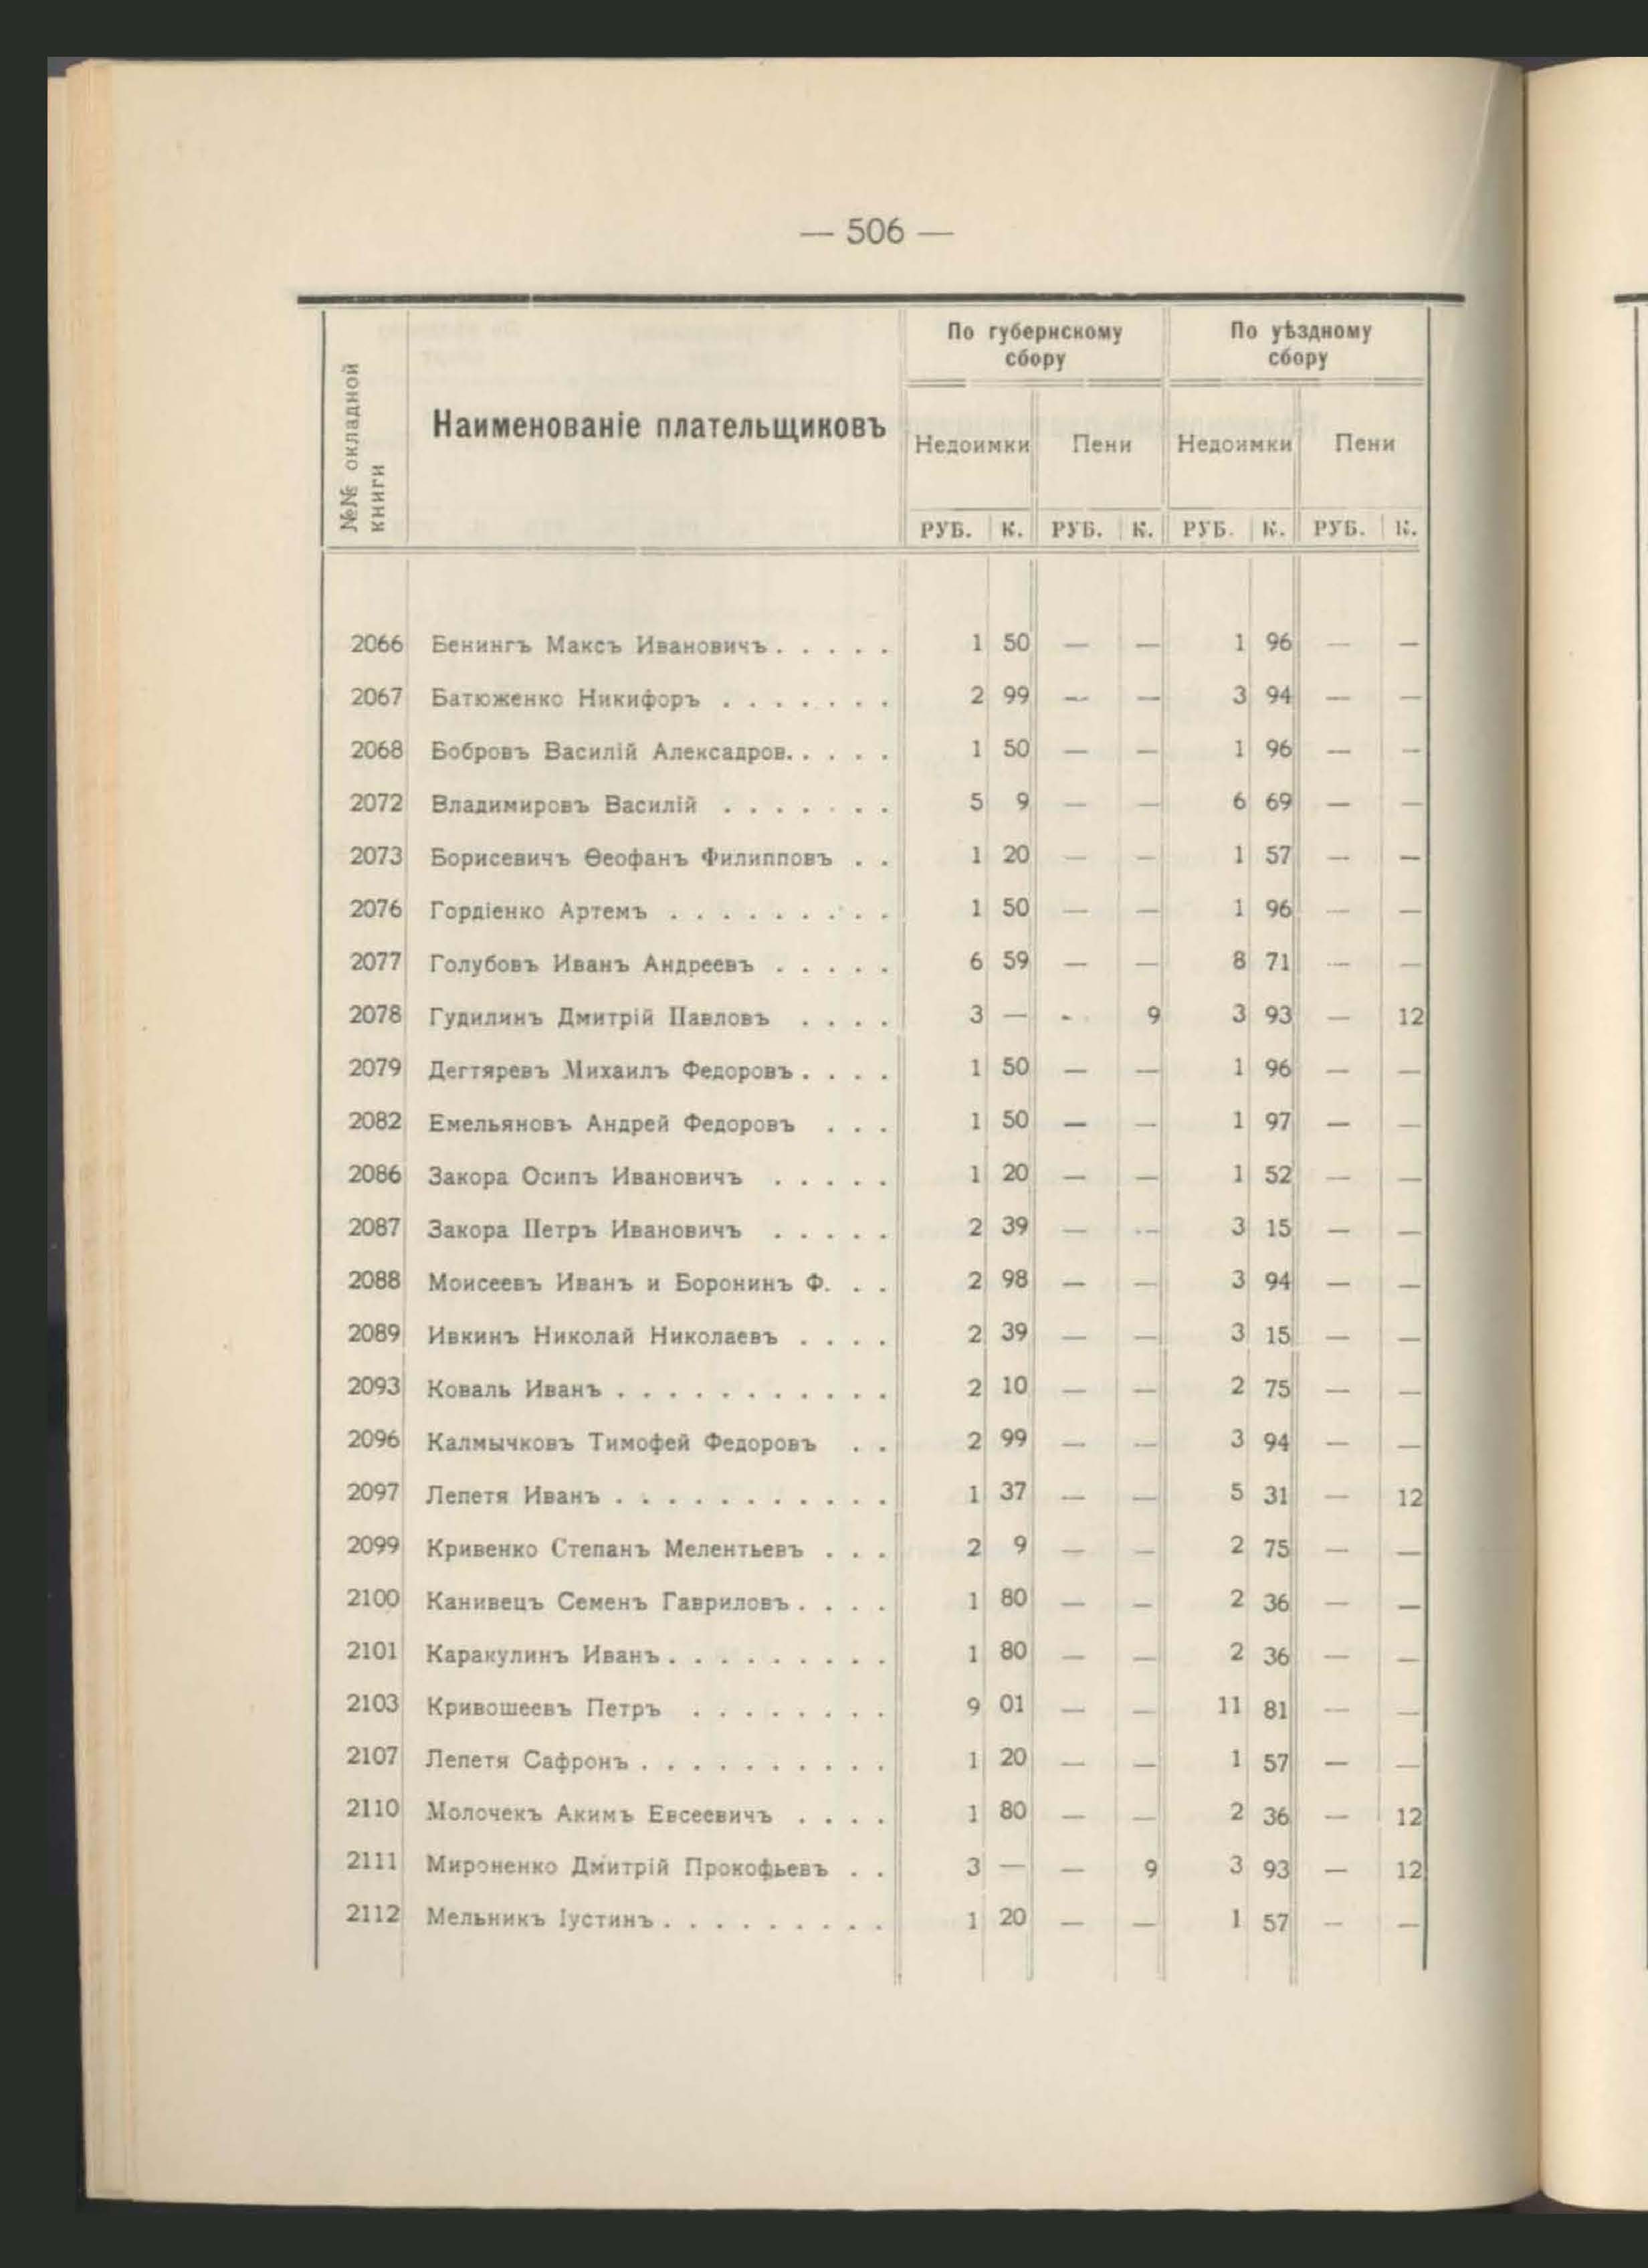 — 506 —
№№ окладной
книги
Наименованіе плательщиковъ
По губернскому
сбору
По уѣздному
сбору
Недоимки Пени Недоимки Пени
РУБ. К. РУБ. К. РУБ. К. РУБ. К.
2066 Бенингъ Максъ Ивановичъ . . . . . 1 50 — — 1 96 — —
2067 Батюженко Никифоръ . . . . . . . 2 99 — — 3 94 — —
2068 Бобровъ Василій Алексадров. . . . . 1 50 — — 1 96 — —
2072 Владимировъ Василій . . . . . . . 5 9 — — 6 69 — —
2073 Борисевичъ Ѳеофанъ Филипповъ . . 1 20 — — 1 57 — —
2076 Гордіенко Артемъ . . . . . . . . . 1 50 — — 1 96 — —
2077 Голубовъ Иванъ Андреевъ . . . . . 6 59 — — 8 71 — —
2078 Гудилинъ Дмитрій Павловъ . . . . 3 — — 9 3 93 — 12
2079 Дегтяревъ Михаилъ Федоровъ . . . . 1 50 — — 1 96 — —
2082 Емельяновъ Андрей Федоровъ . . . 1 50 — — 1 97 — —
2086 Закора Осипъ Ивановичъ . . . . . 1 20 — — 1 52 — —
2087 Закора Петръ Ивановичъ . . . . . 2 39 — — 3 15 — —
2088 Моисеевъ Иванъ и Боронинъ Ф. . . 2 98 — — 3 94 — —
2089 Ивкинъ Николай Николаевъ . . . . 2 39 — — 3 15 — —
2093 Коваль Иванъ . . . . . . . . . . . 2 10 — — 2 75 — —
2096 Калмычковъ Тимофей Федоровъ . . 2 99 — — 3 94 — —
2097 Лепетя Иванъ . . . . . . . . . . . 1 37 — — 5 31 — 12
2099 Кривенко Степанъ Мелентьевъ . . . 2 9 — — 2 75 — —
2100 Канивецъ Семенъ Гавриловъ . . . . 1 80 — — 2 36 — —
2101 Каракулинъ Иванъ . . . . . . . . . 1 80 — — 2 36 — —
2103 Кривошеевъ Петръ . . . . . . . . 9 01 — — 11 81 — —
2107 Лепетя Сафронъ . . . . . . . . . . 1 20 — — 1 57 — —
2110 Молочекъ Акимъ Евсеевичъ . . . . 1 80 — — 2 36 — 12
2111 Мироненко Дмитрій Прокофьевъ . . 3 — — 9 3 93 — 12
2112 Мельникъ Іустинъ . . . . . . . . . 1 20 — — 1 57 — —